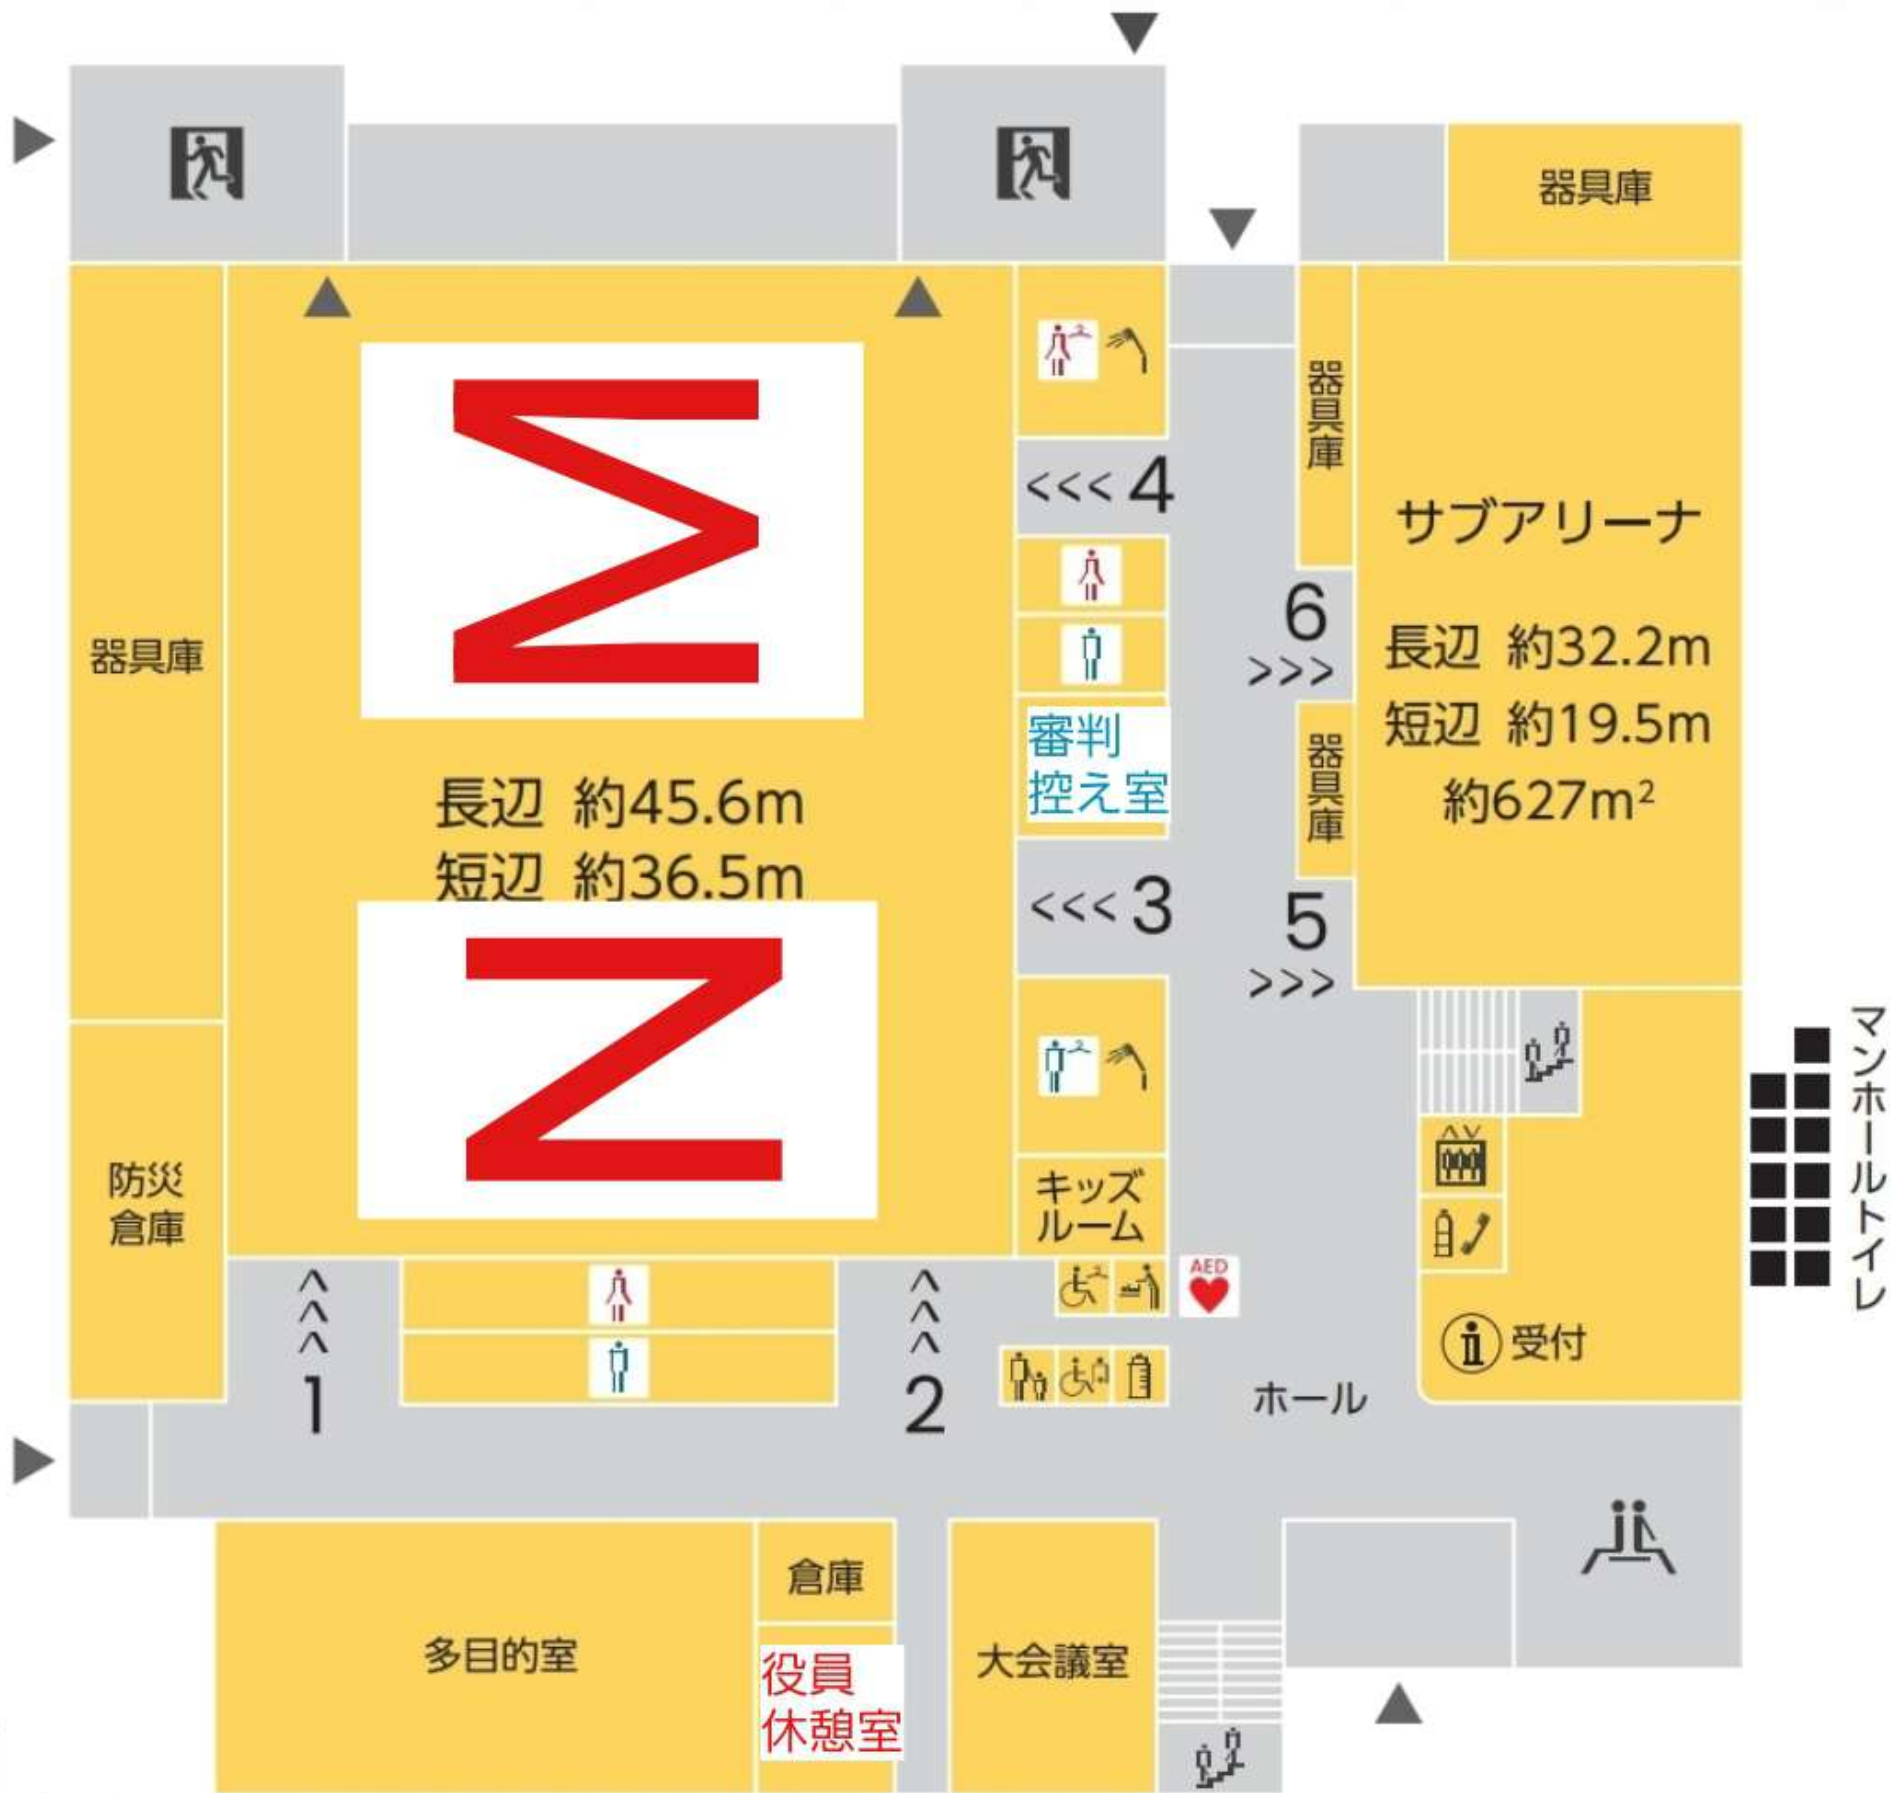 器具庫
器具庫
<<< 4
サブアリーナ
6
>>>
長辺 約32.2m
短辺 約19.5m
約627m²
器具庫
M
審判
控え室
器具庫
長辺 約45.6m
短辺 約36.5m
<<< 3
5
>>>
N
マンホールトイレ
防災
倉庫
キッズ
ルーム
AED
受付
1
2
ホール
倉庫
多目的室
役員
休憩室
大会議室